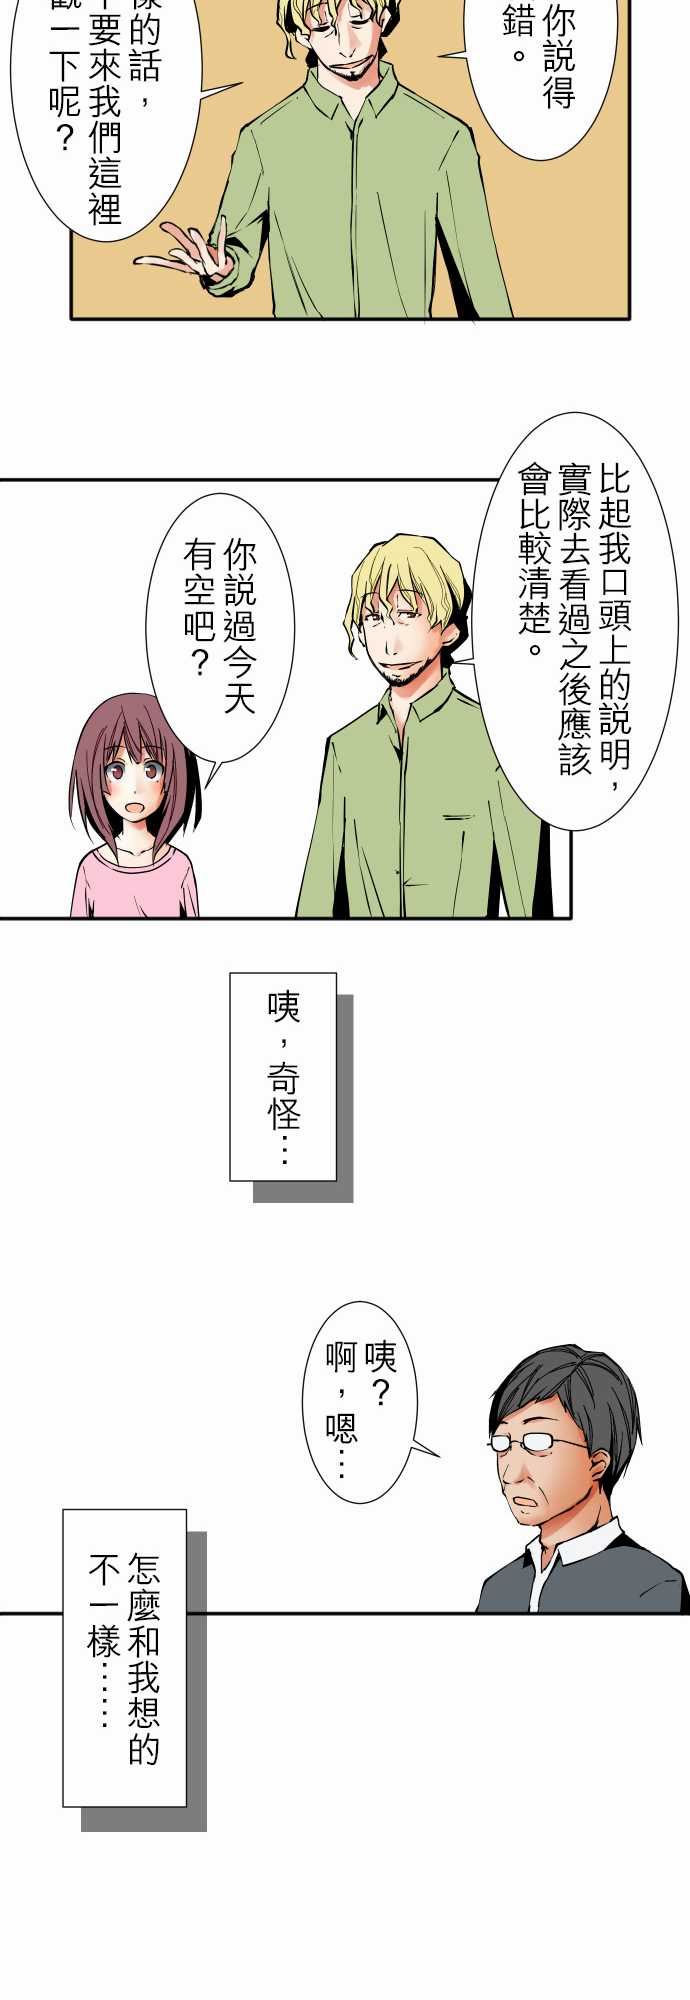 你說得
錯。
樣的話，
要來我們這裡
觀一下呢？
比起我口頭上的說明，
實際去看過之後應該
會比較清楚。
你說過今天
有空吧？
咦，奇怪…
咦？
啊，嗯…
怎麼和我想的
不一樣……